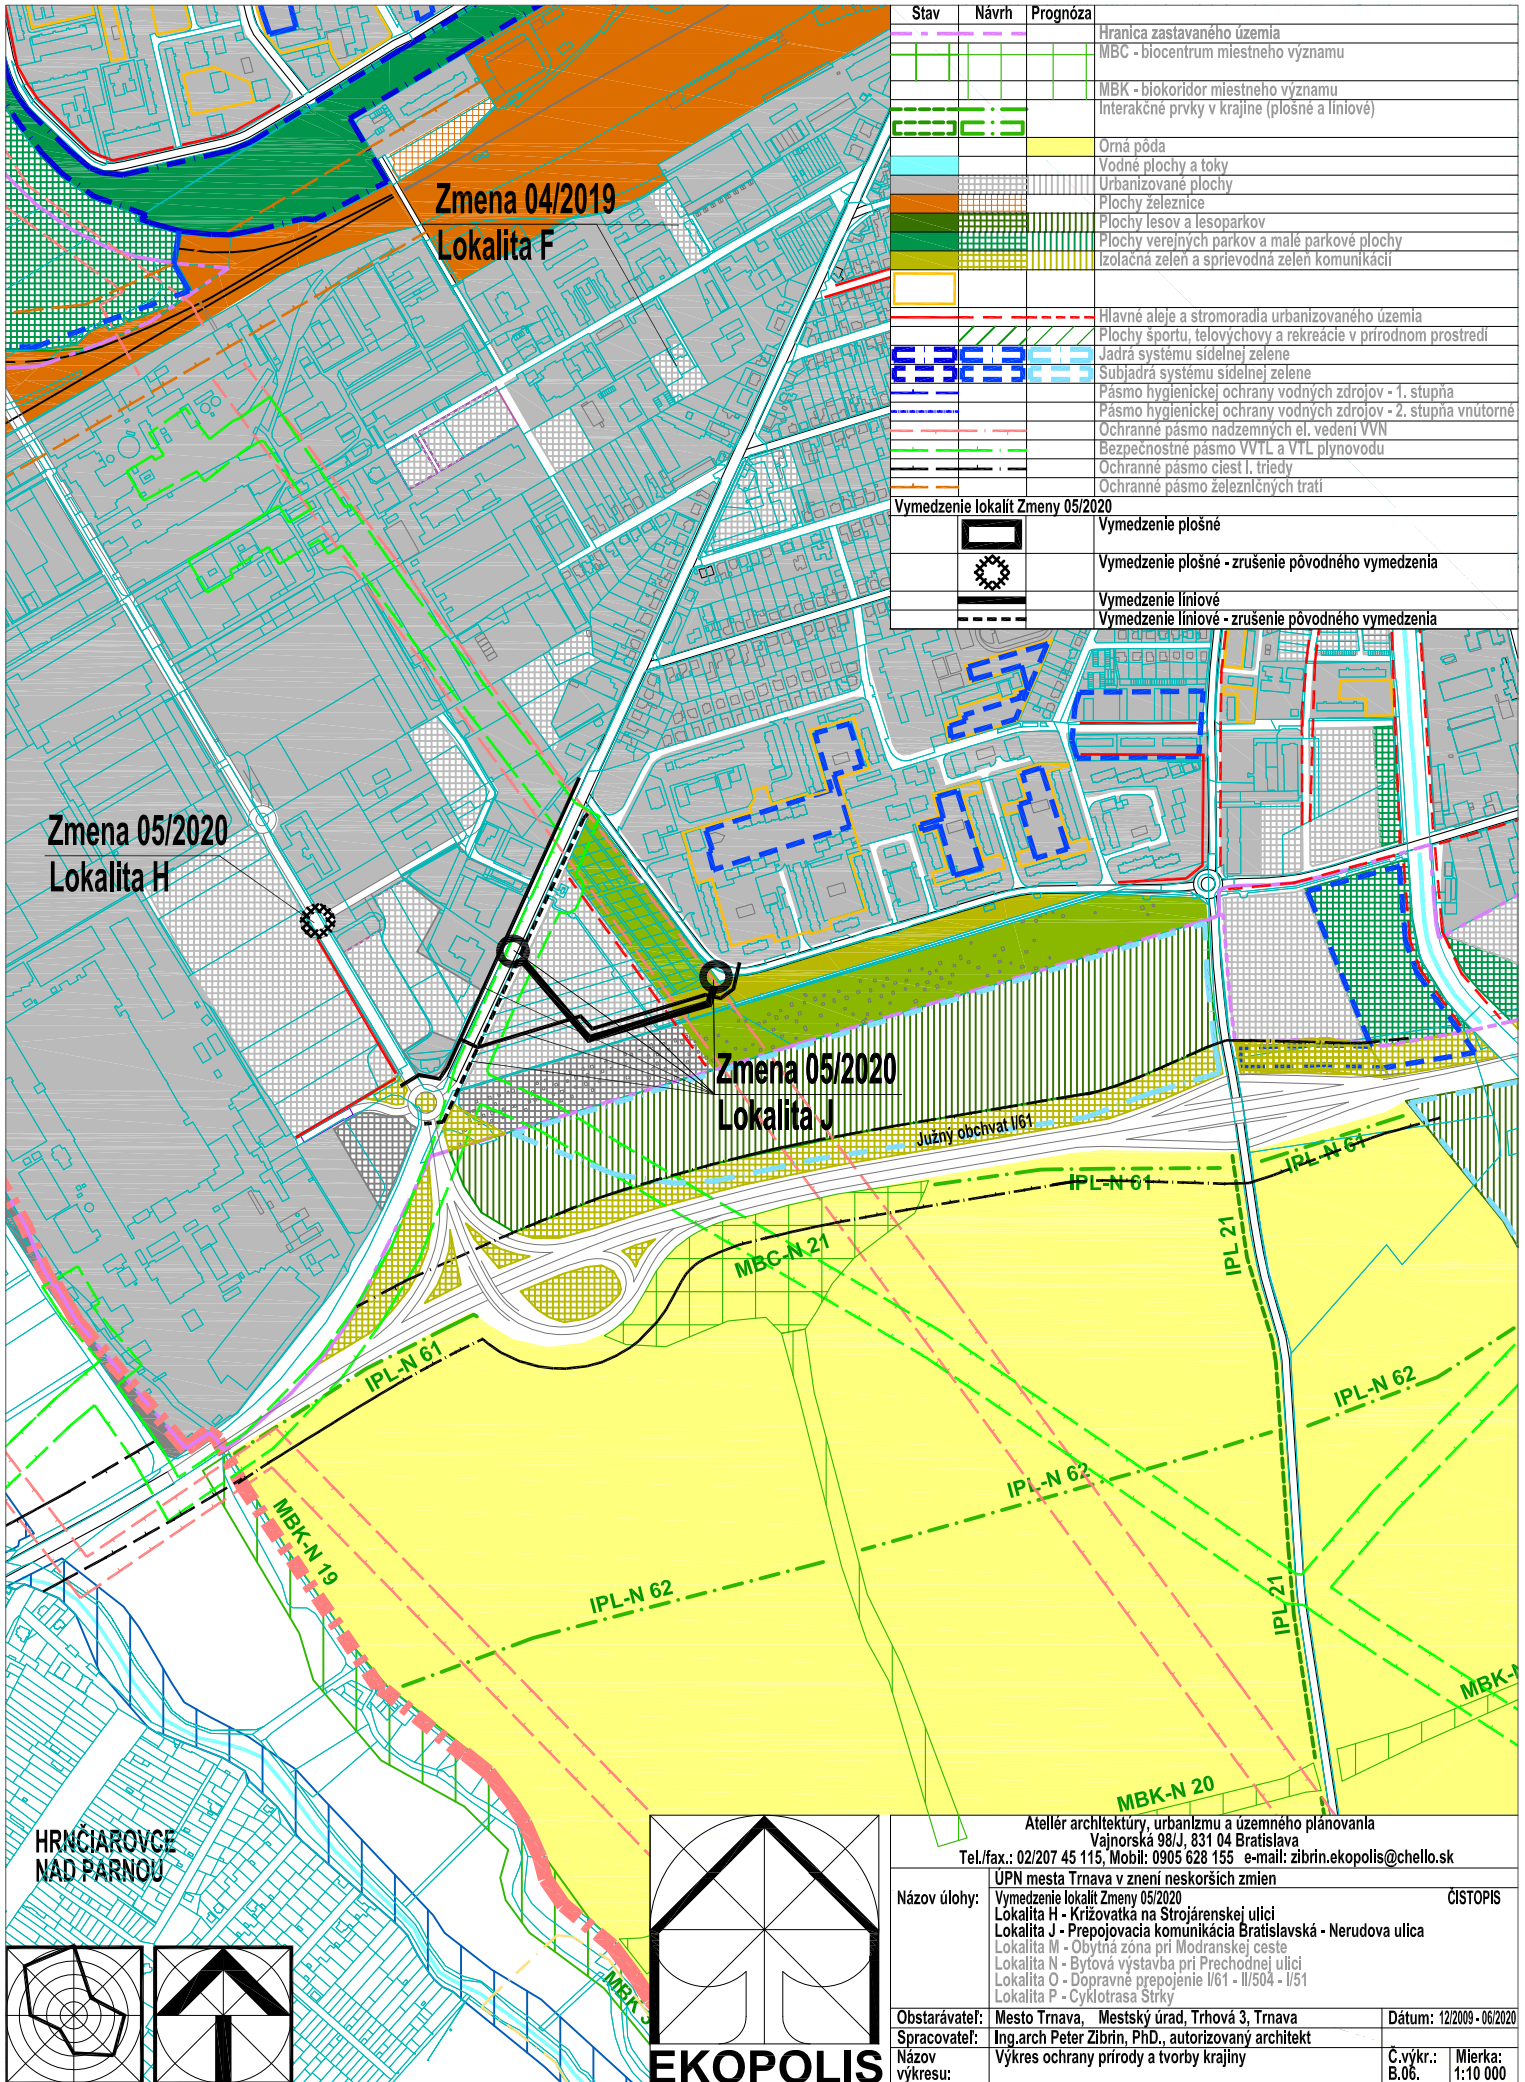 Stav Návrh Prognóza
Hranica zastavaného územia
MBC - biocentrum miestneho významu
MBK - biokoridor miestneho významu
Interakčné prvky v krajine (plošné a líniové)
Orná pôda
Vodné plochy a toky
Urbanizované plochy
Plochy železnice
Plochy lesov a lesoparkov
Plochy verejných parkov a malé parkové plochy
Izolačná zeleň a sprievodná zeleň komunikácií
Hlavné aleje a stromoradia urbanizovaného územia
Plochy športu, telovýchovy a rekreácie v prírodnom prostredí
Jadrá systému sídelnej zelene
Subjadrá systému sídelnej zelene
Pásmo hygienickej ochrany vodných zdrojov - 1. stupňa
Pásmo hygienickej ochrany vodných zdrojov - 2. stupňa vnútorné
Ochranné pásmo nadzemných el. vedení VVN
Bezpečnostné pásmo VVTL a VTL plynovodu
Ochranné pásmo ciest I. triedy
Ochranné pásmo železničných tratí
Vymedzenie lokalít Zmeny 05/2020
Vymedzenie plošné
Vymedzenie plošné - zrušenie pôvodného vymedzenia
Vymedzenie líniové
Vymedzenie líniové - zrušenie pôvodného vymedzenia
Zmena 04/2019
Lokalita F
Zmena 05/2020
Lokalita H
Zmena 05/2020
Lokalita J
Južný obchvat I/61
IPL-N 61
IPL-N 61
IPL 21
MBC-N 21
IPL-N 61
IPL-N 62
IPL-N 62
MBK-N 19
IPL-N 62
IPL 21
MBK-N
MBK-N 20
HRNČIAROVCE
NAD PARNOU
MBK
EKOPOLIS
Ateliér architektúry, urbanizmu a územného plánovania
Vajnorská 98/J, 831 04 Bratislava
Tel./fax.: 02/207 45 115, Mobil: 0905 628 155 e-mail: zibrin.ekopolis@chello.sk
ÚPN mesta Trnava v znení neskorších zmien
Názov úlohy: Vymedzenie lokalít Zmeny 05/2020 ČISTOPIS
Lokalita H - Križovatka na Strojárenskej ulici
Lokalita J - Prepojovacia komunikácia Bratislavská - Nerudova ulica
Lokalita M - Obytná zóna pri Modranskej ceste
Lokalita N - Bytová výstavba pri Prechodnej ulici
Lokalita O - Dopravné prepojenie I/61 - II/504 - I/51
Lokalita P - Cyklotrasa Štrky
Obstarávateľ: Mesto Trnava, Mestský úrad, Trhová 3, Trnava Dátum: 12/2009 - 06/2020
Spracovateľ: Ing.arch Peter Zibrin, PhD., autorizovaný architekt
Názov výkresu: Výkres ochrany prírody a tvorby krajiny Č.výkr.: B.06. Mierka: 1:10 000